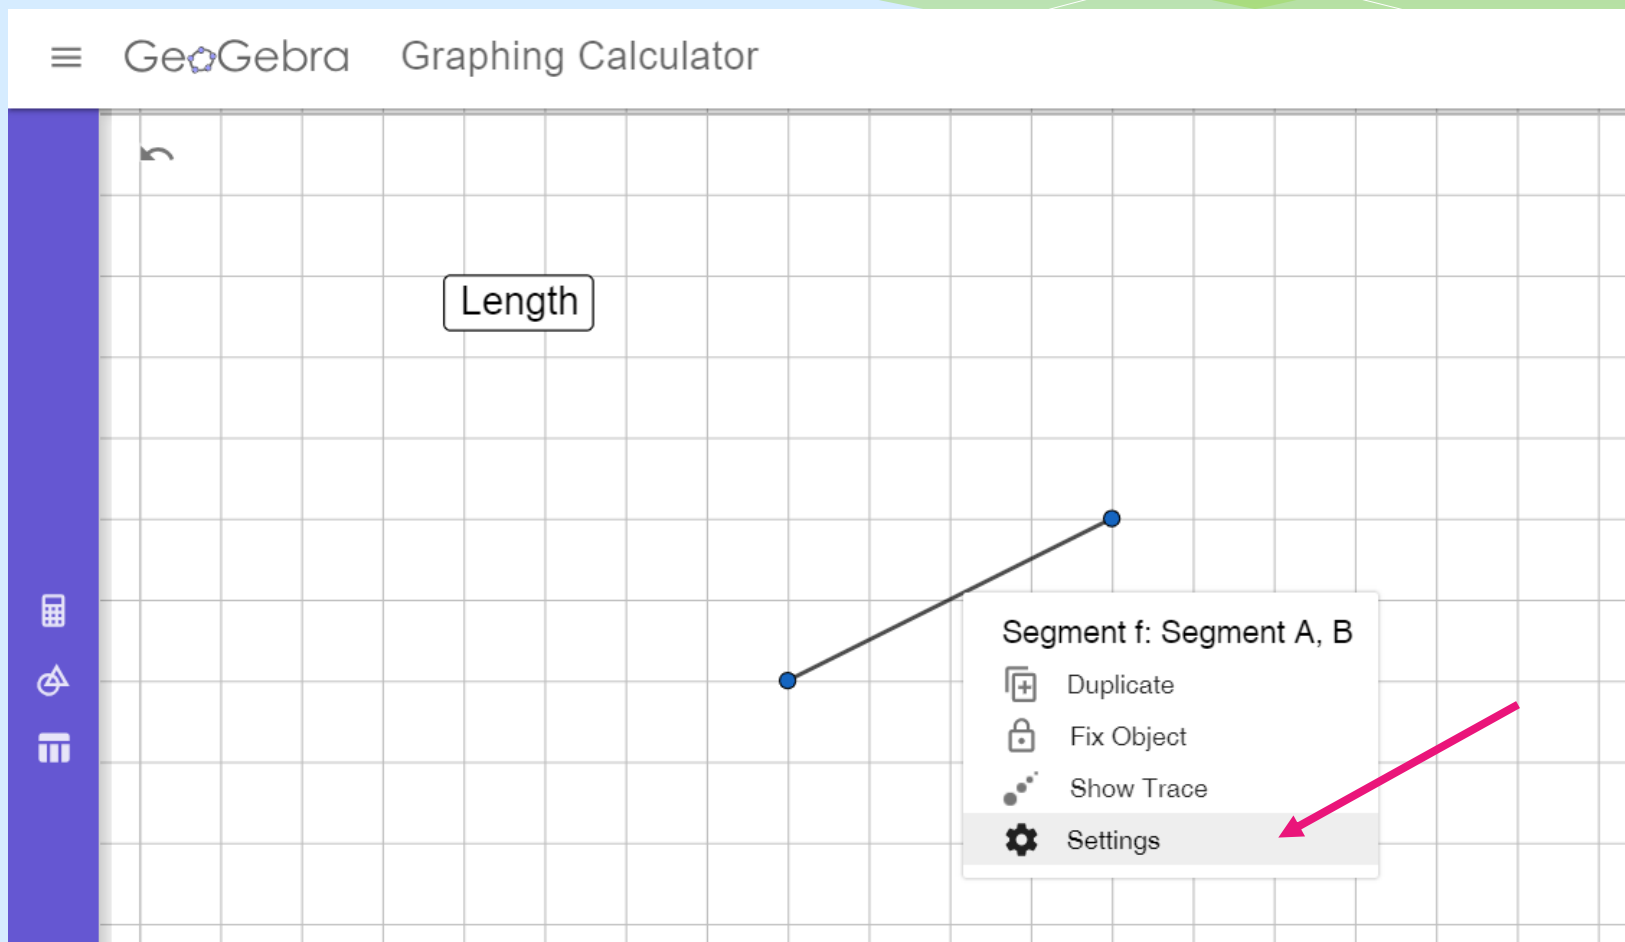 GeoGebra Graphing Calculator
Length
Segment f: Segment A, B
Duplicate
Fix Object
Show Trace
Settings